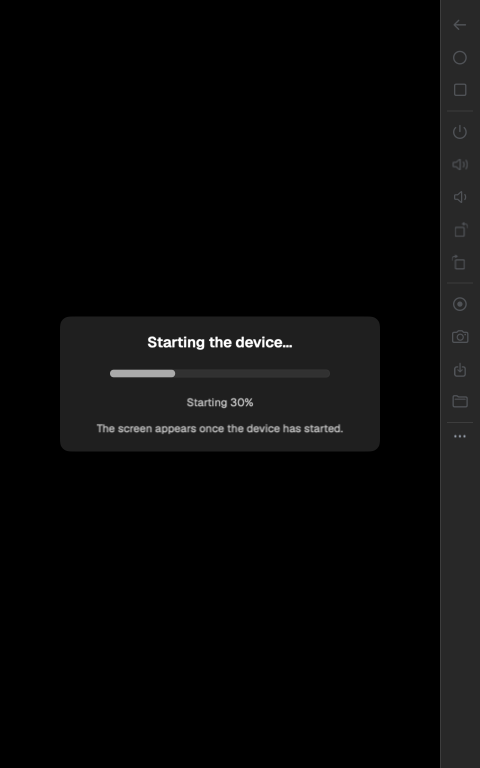 Starting the device...
Starting 30%
The screen appears once the device has started.